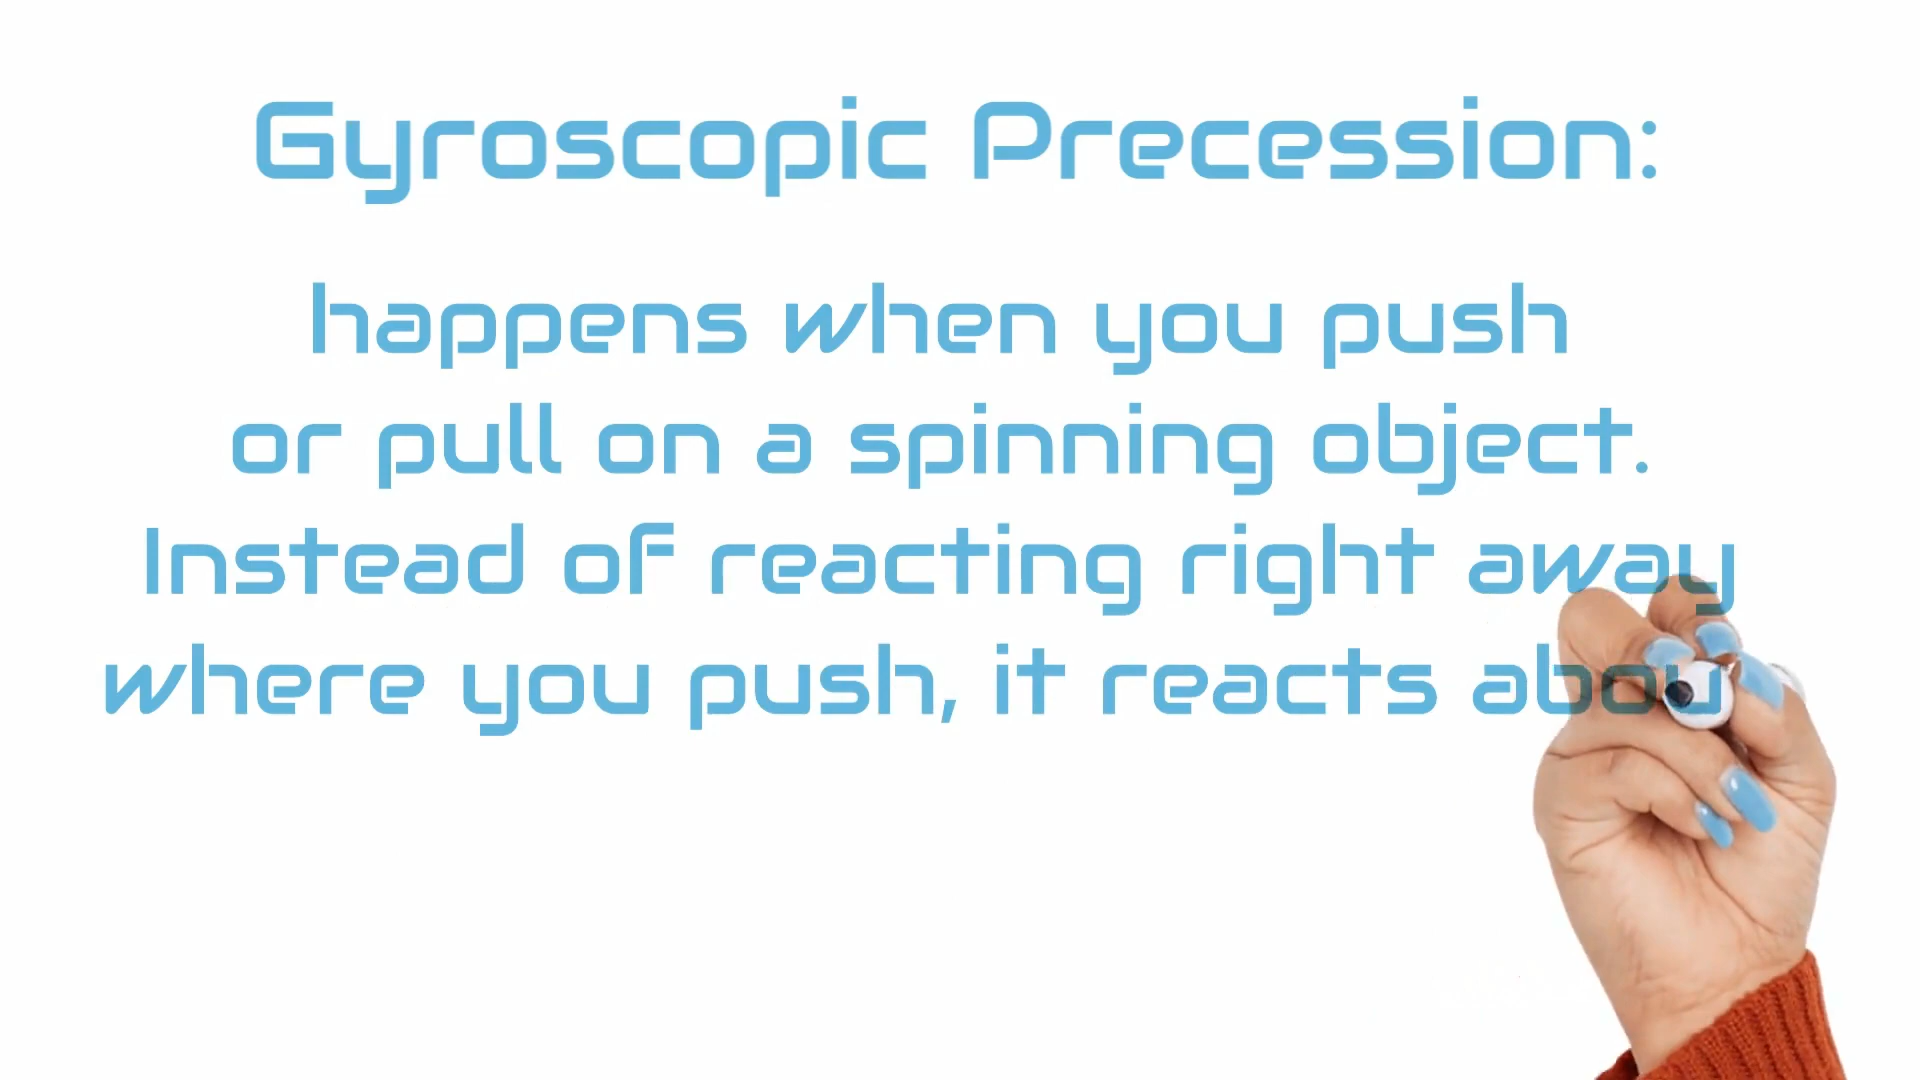 Gyroscopic Precession:
happens when you push
or pull on a spinning object.
Instead of reacting right away
where you push, it reacts abou